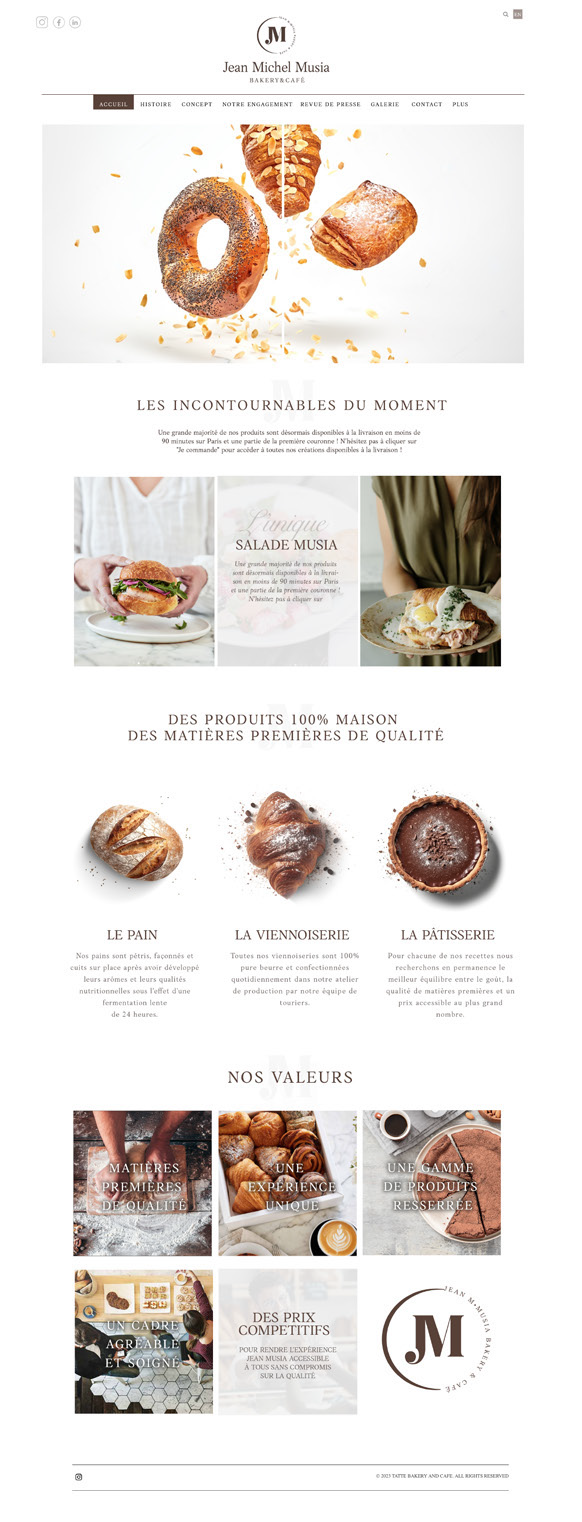 EN
JM
Jean Michel Musia
BAKERY&CAFÉ
ACCUEIL HISTOIRE CONCEPT NOTRE ENGAGEMENT REVUE DE PRESSE GALERIE CONTACT PLUS
LES INCONTOURNABLES DU MOMENT
Une grande majorité de nos produits sont désormais disponibles à la livraison en moins de
90 minutes sur Paris et une partie de la première couronne ! N'hésitez pas à cliquer sur
"Je commande" pour accéder à toutes nos créations disponibles à la livraison !
L'unique
SALADE MUSIA
Une grande majorité de nos produits
sont désormais disponibles à la livrai-
son en moins de 90 minutes sur Paris
et une partie de la première couronne !
N'hésitez pas à cliquer sur
DES PRODUITS 100% MAISON
DES MATIÈRES PREMIÈRES DE QUALITÉ
LE PAIN
Nos pains sont pétris, façonnés et
cuits sur place après avoir développé
leurs arômes et leurs qualités
nutritionnelles sous l'effet d'une
fermentation lente
de 24 heures.
LA VIENNOISERIE
Toutes nos viennoiseries sont 100%
pure beurre et confectionnées
quotidiennement dans notre atelier
de production par notre équipe de
touriers.
LA PÂTISSERIE
Pour chacune de nos recettes nous
recherchons en permanence le
meilleur équilibre entre le goût, la
qualité de matières premières et un
prix accessible au plus grand
nombre.
NOS VALEURS
MATIÈRES
PREMIÈRES
DE QUALITÉ
UNE
EXPÉRIENCE
UNIQUE
UNE GAMME
DE PRODUITS
RESSERRÉE
UN CADRE
AGRÉABLE
ET SOIGNÉ
DES PRIX
COMPETITIFS
POUR RENDRE L'EXPÉRIENCE
JEAN MUSIA ACCESSIBLE
À TOUS SANS COMPROMIS
SUR LA QUALITÉ
JM
JEAN M•MUSIA BAKERY & CAFÉ
© 2023 TATTE BAKERY AND CAFE. ALL RIGHTS RESERVED